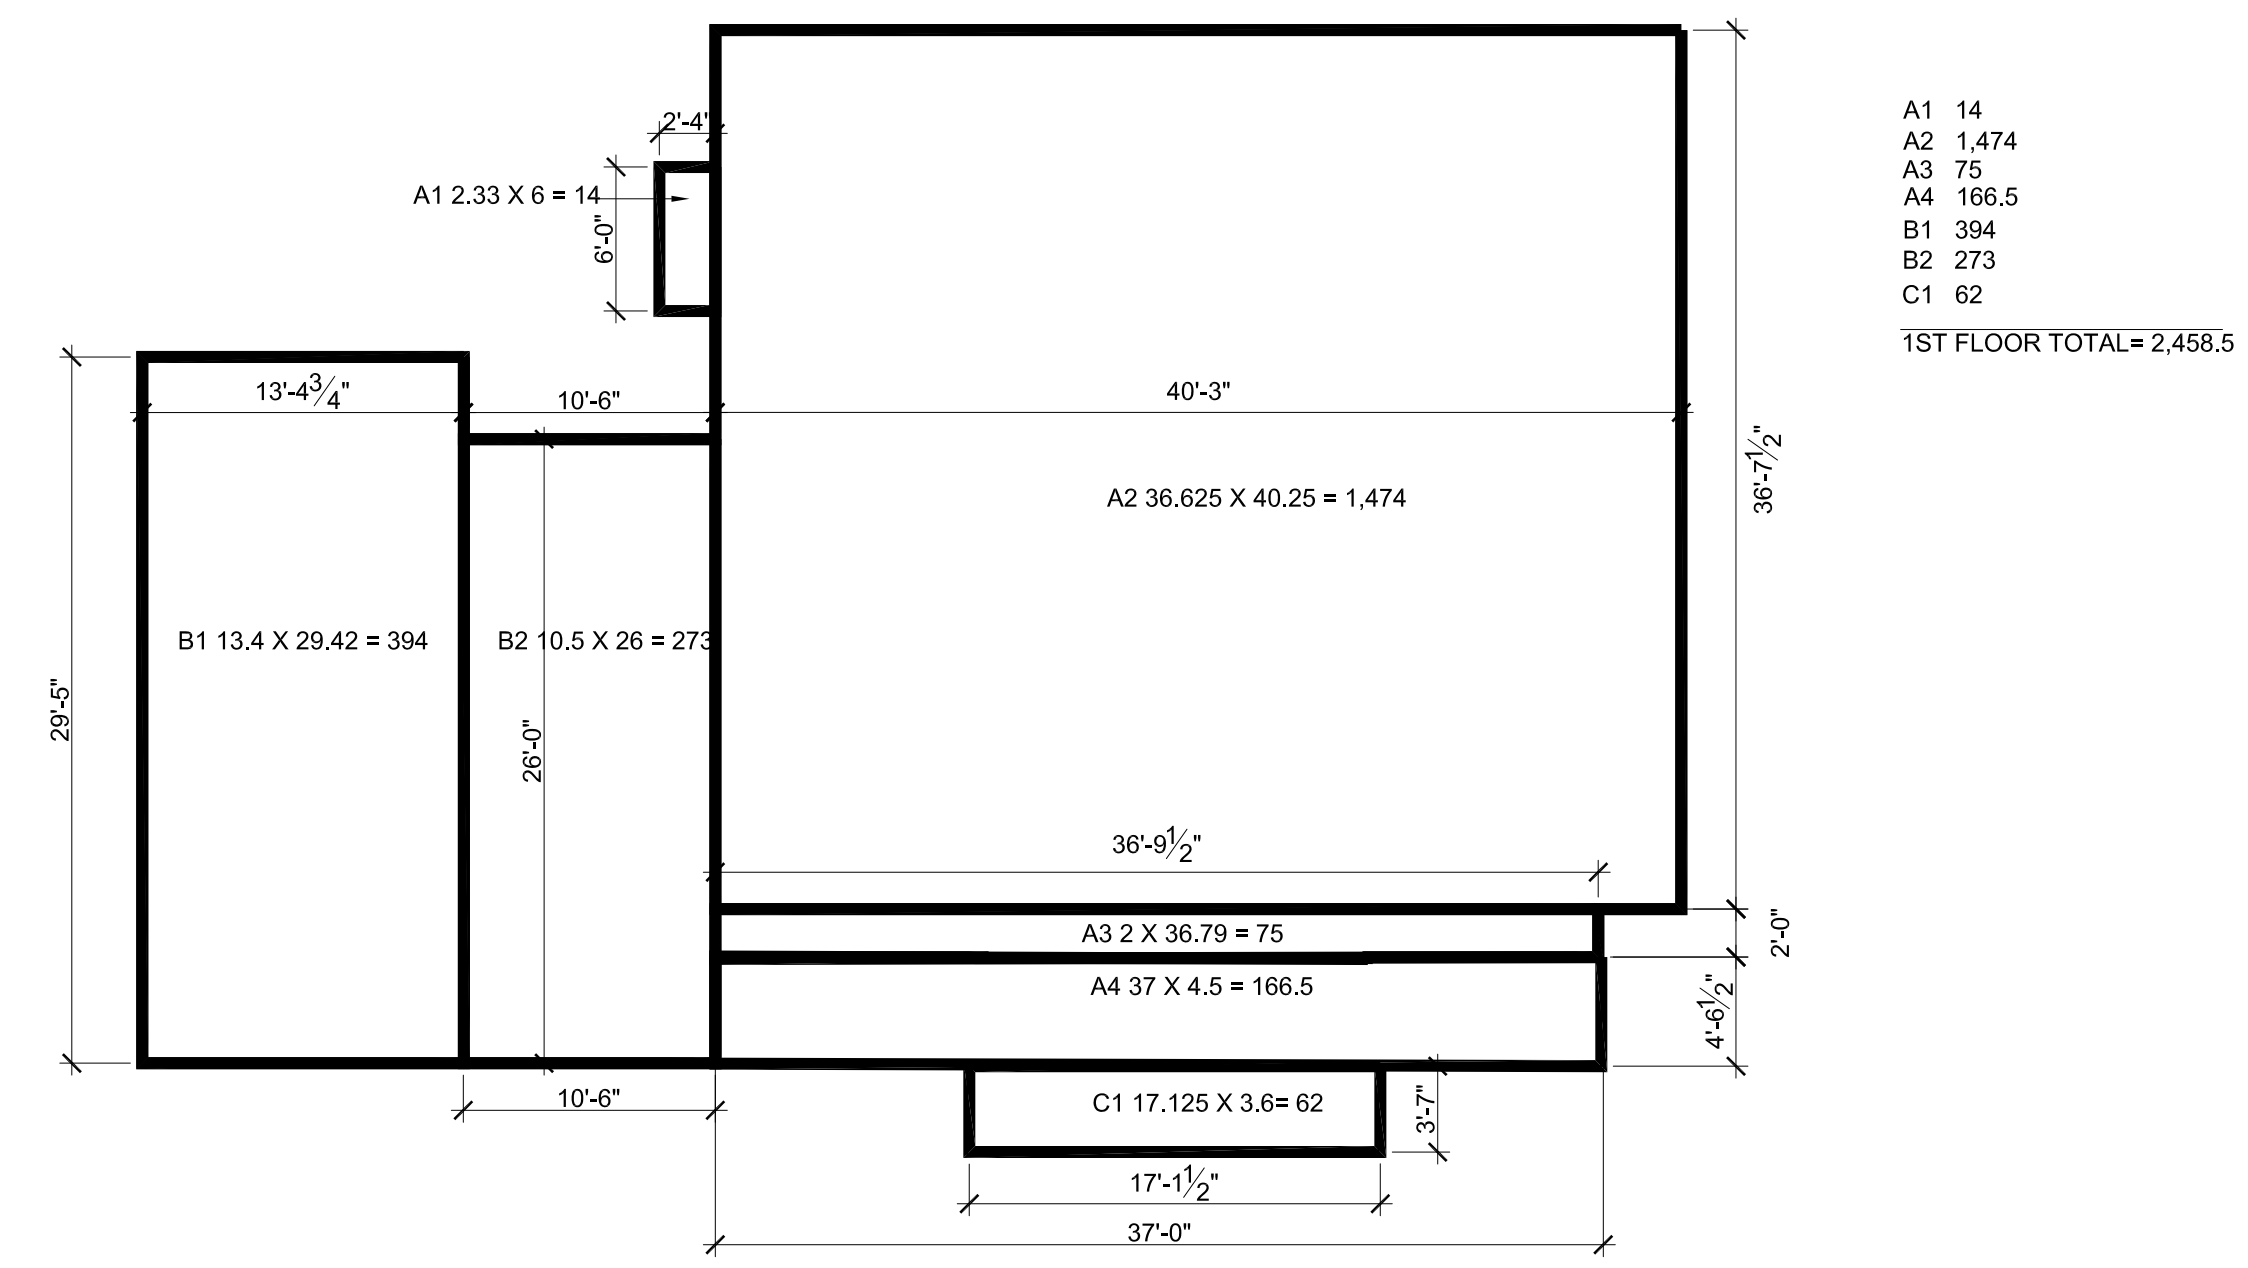 A1 14
A2 1,474
A3 75
A4 166.5
B1 394
B2 273
C1 62
1ST FLOOR TOTAL= 2,458.5
2'-4"
A1 2.33 X 6 = 14
6'-0"
13'-4 3/4"
10'-6"
40'-3"
36'-7 1/2"
A2 36.625 X 40.25 = 1,474
B1 13.4 X 29.42 = 394
B2 10.5 X 26 = 273
29'-5"
26'-0"
36'-9 1/2"
A3 2 X 36.79 = 75
2'-0"
A4 37 X 4.5 = 166.5
4'-6 1/2"
10'-6"
C1 17.125 X 3.6= 62
3'-7"
17'-1 1/2"
37'-0"